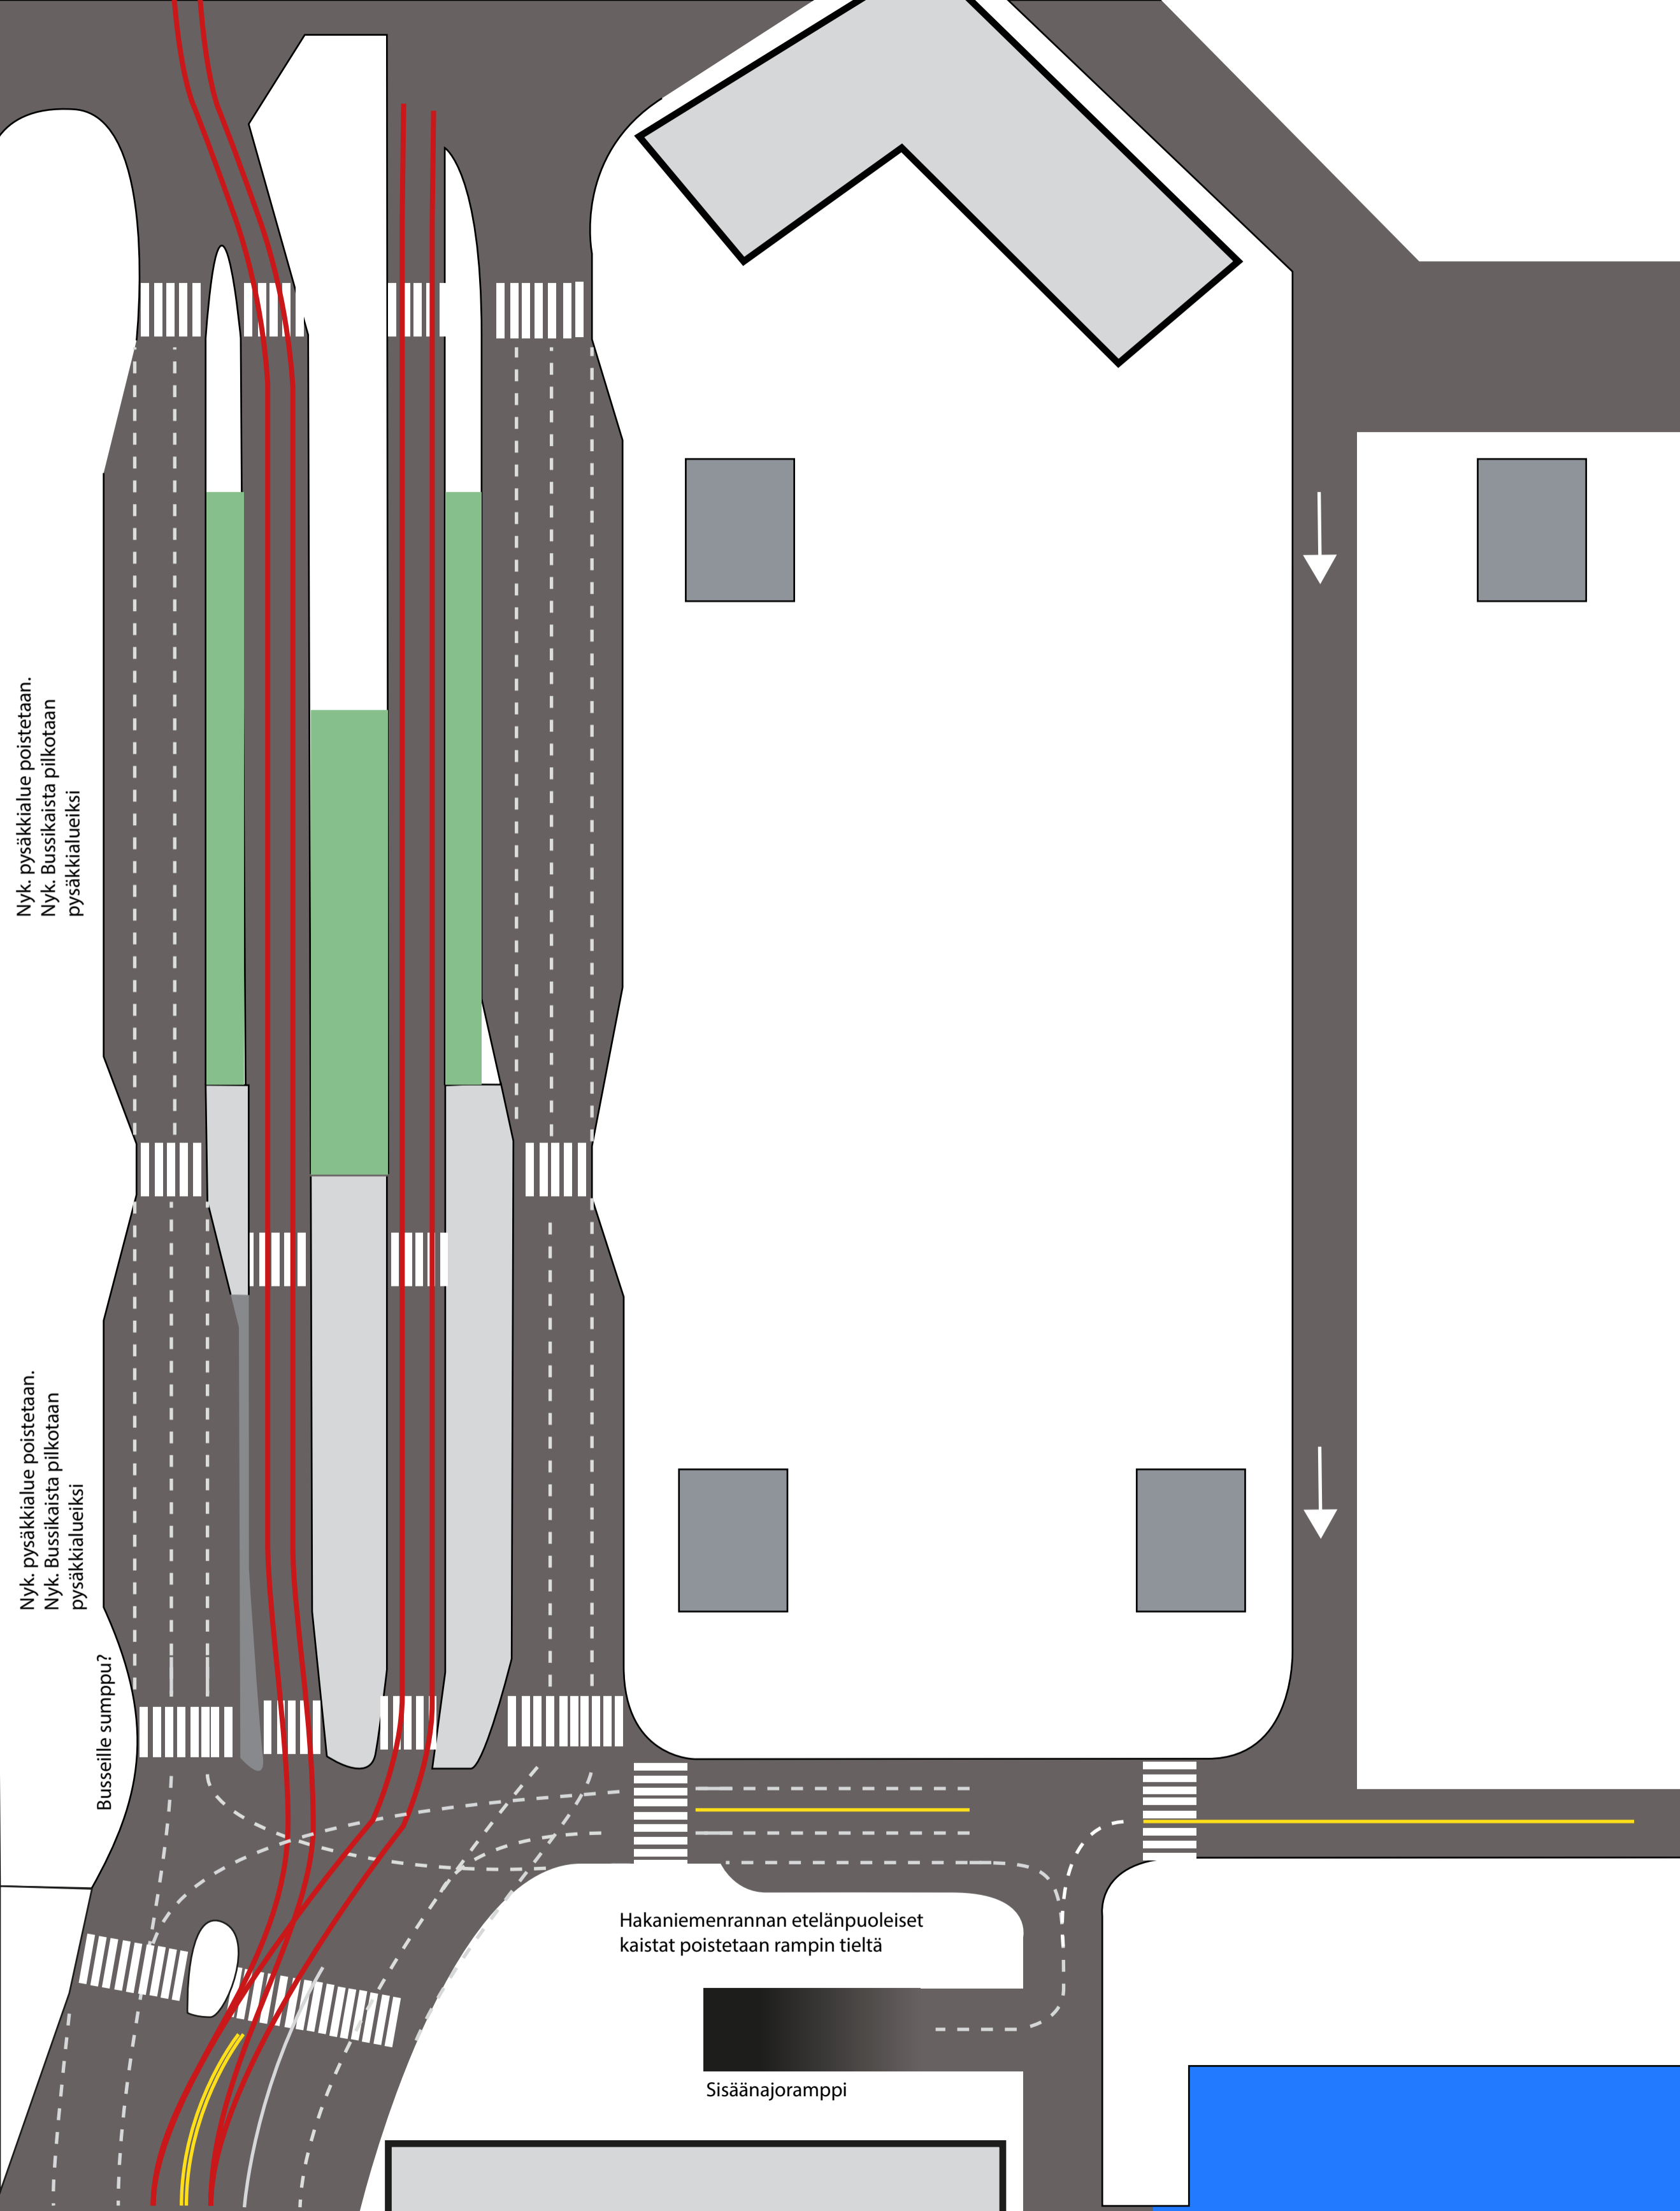 Nyk. pysäkkialue poistetaan.
Nyk. Bussikaista pilkotaan
pysäkkialueiksi
Nyk. pysäkkialue poistetaan.
Nyk. Bussikaista pilkotaan
pysäkkialueiksi
Busseille sumppu?
Hakaniemenrannan etelänpuoleiset
kaistat poistetaan rampin tieltä
Sisäänajoramppi